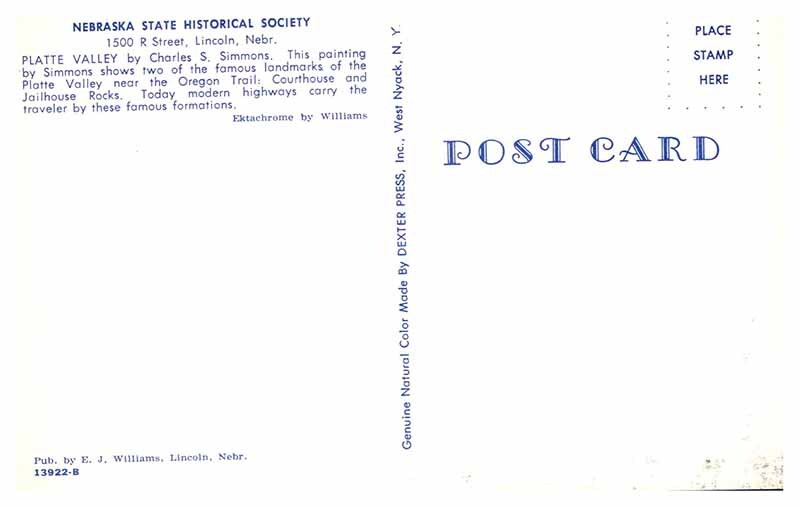 NEBRASKA STATE HISTORICAL SOCIETY
1500 R Street, Lincoln, Nebr.
PLATTE VALLEY by Charles S. Simmons. This painting
by Simmons shows two of the famous landmarks of the
Platte Valley near the Oregon Trail: Courthouse and
Jailhouse Rocks. Today modern highways carry the
traveler by these famous formations.
Ektachrome by Williams
Pub. by E. J. Williams, Lincoln, Nebr.
13922-B
Genuine Natural Color Made By DEXTER PRESS, Inc., West Nyack, N. Y.
PLACE
STAMP
HERE
POST CARD